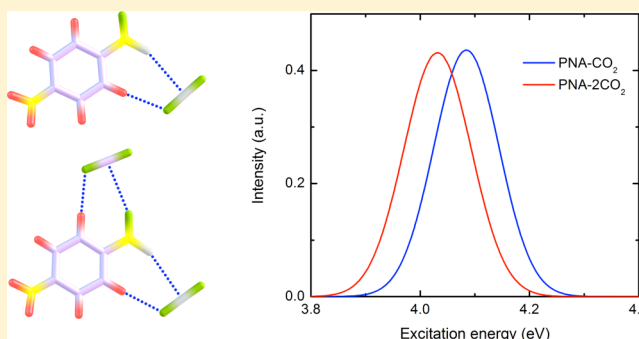 0.4
0.2
0.0
Intensity (a.u.)
PNA-CO₂
PNA-2CO₂
3.8
4.0
4.2
4.
Excitation energy (eV)